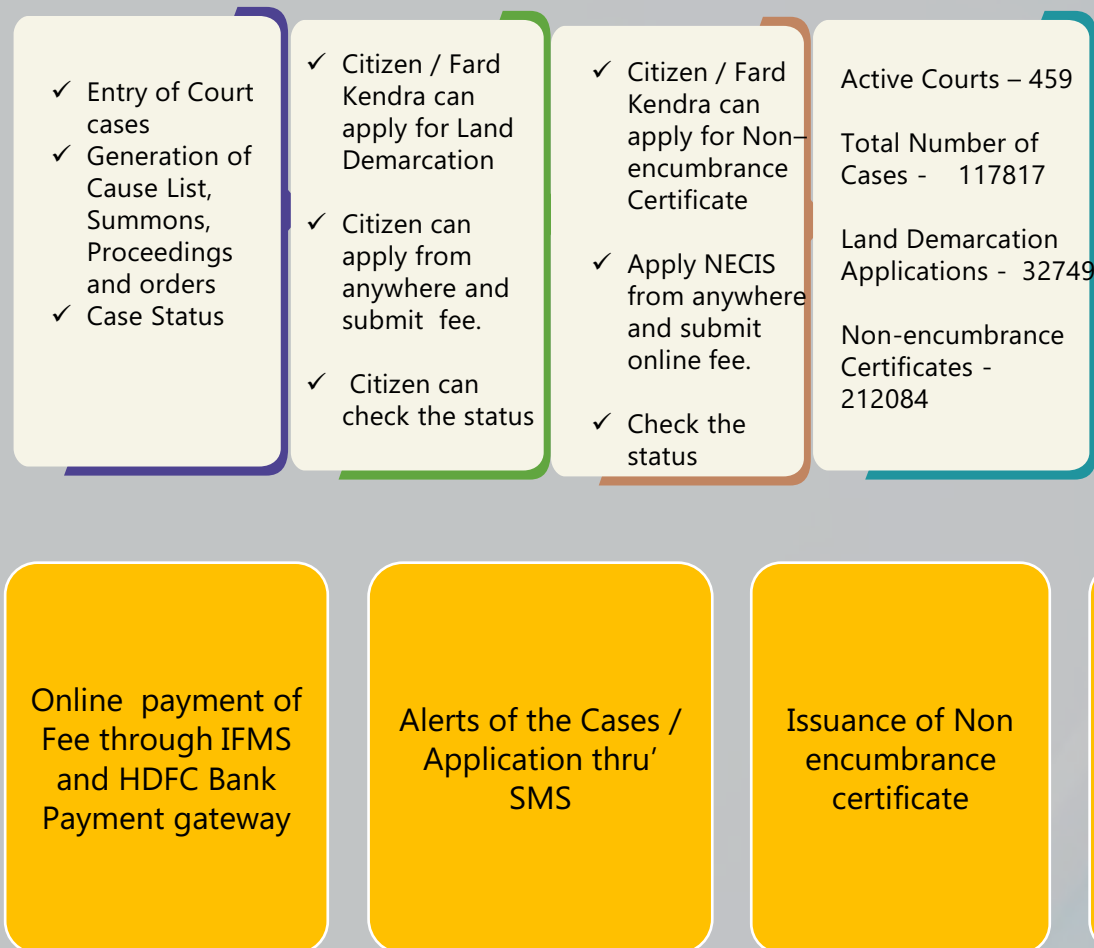 ✓ Entry of Court
cases
✓ Generation of
Cause List,
Summons,
Proceedings
and orders
✓ Case Status
✓ Citizen / Fard
Kendra can
apply for Land
Demarcation
✓ Citizen can
apply from
anywhere and
submit fee.
✓ Citizen can
check the status
✓ Citizen / Fard
Kendra can
apply for Non–
encumbrance
Certificate
✓ Apply NECIS
from anywhere
and submit
online fee.
✓ Check the
status
Active Courts – 459
Total Number of
Cases - 117817
Land Demarcation
Applications - 32749
Non-encumbrance
Certificates -
212084
Online payment of
Fee through IFMS
and HDFC Bank
Payment gateway
Alerts of the Cases /
Application thru’
SMS
Issuance of Non
encumbrance
certificate